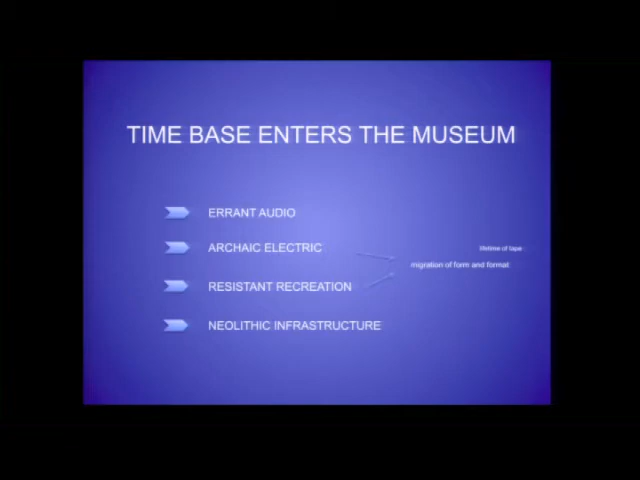 TIME BASE ENTERS THE MUSEUM
ERRANT AUDIO
ARCHAIC ELECTRIC
lifetime of tape
migration of form and format
RESISTANT RECREATION
NEOLITHIC INFRASTRUCTURE